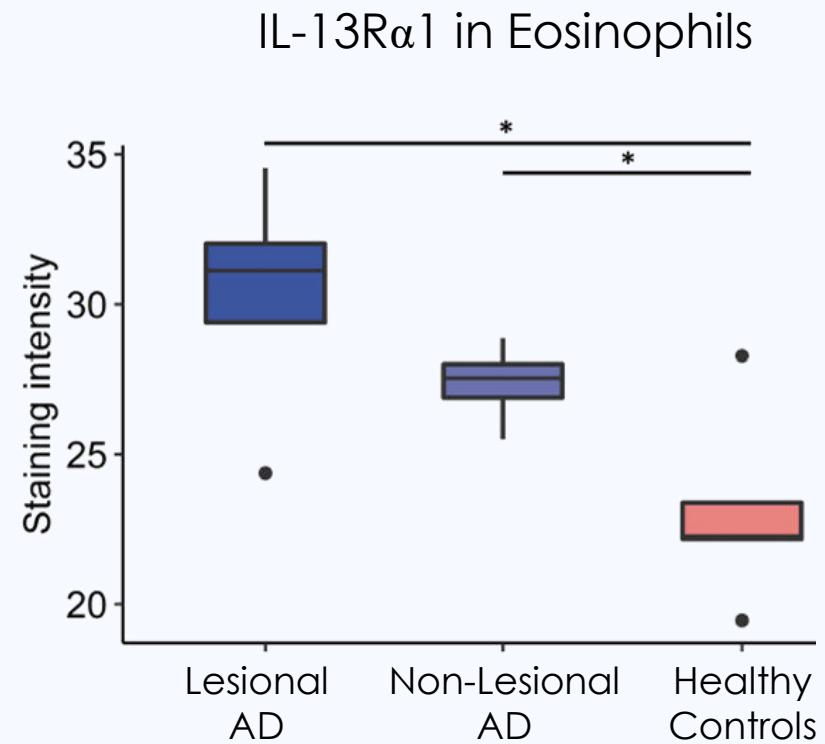 IL-13Rα1 in Eosinophils
*
*
35
30
25
20
Staining intensity
Lesional AD
Non-Lesional AD
Healthy Controls